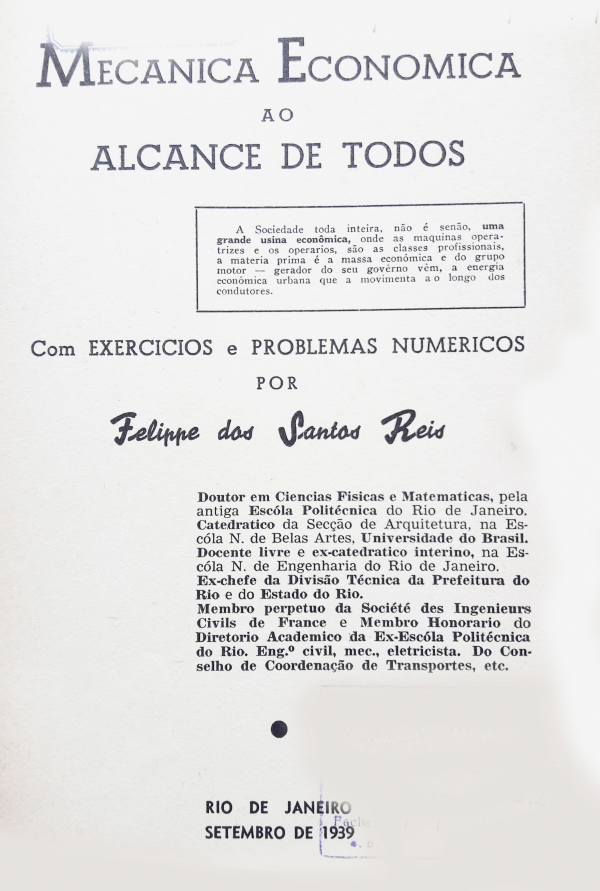 MECANICA ECONOMICA
AO
ALCANCE DE TODOS
A Sociedade toda inteira, não é senão, uma
grande usina econômica, onde as maquinas opera-
trizes e os operarios, são as classes profissionais,
a materia prima é a massa econômica e do grupo
motor — gerador do seu govêrno vêm, a energia
econômica urbana que a movimenta ao longo dos
condutores.
Com EXERCICIOS e PROBLEMAS NUMERICOS
POR
Felippe dos Santos Reis
Doutor em Ciencias Fisicas e Matematicas, pela
antiga Escóla Politécnica do Rio de Janeiro.
Catedratico da Secção de Arquitetura, na Es-
cóla N. de Belas Artes, Universidade do Brasil.
Docente livre e ex-catedratico interino, na Es-
cóla N. de Engenharia do Rio de Janeiro.
Ex-chefe da Divisão Técnica da Prefeitura do
Rio e do Estado do Rio.
Membro perpetuo da Société des Ingenieurs
Civils de France e Membro Honorario do
Diretorio Academico da Ex-Escóla Politécnica
do Rio. Eng.º civil, mec., eletricista. Do Con-
selho de Coordenação de Transportes, etc.
RIO DE JANEIRO
SETEMBRO DE 1939